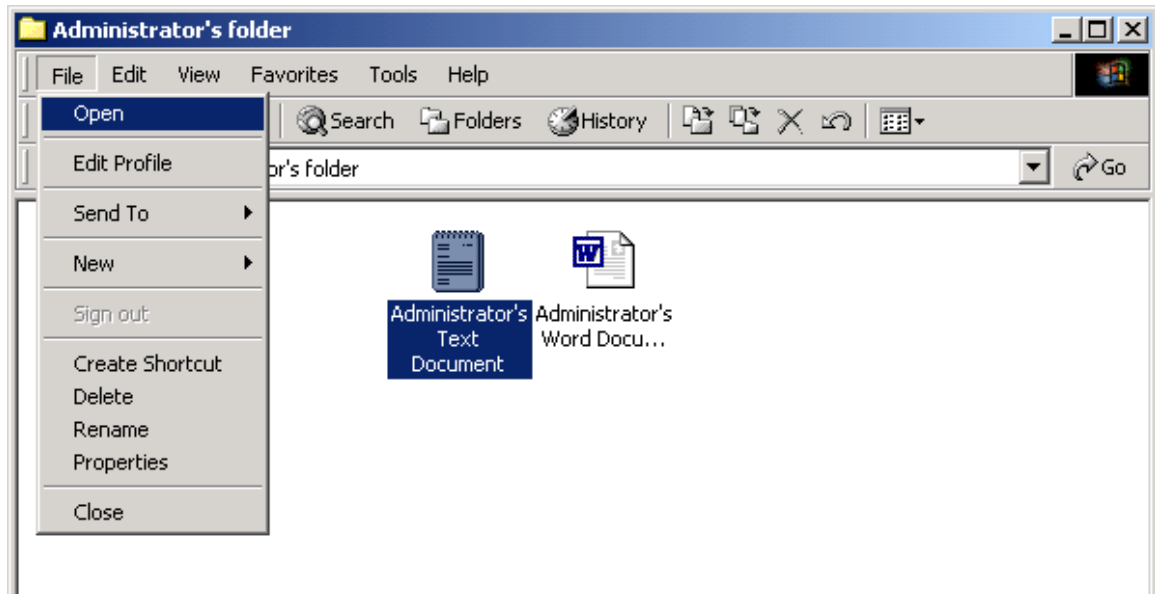 Administrator's folder
File Edit View Favorites Tools Help
Open
Search Folders History
Edit Profile
or's folder
Go
Send To
New
Sign out
Create Shortcut
Delete
Rename
Properties
Close
Administrator's
Text
Document
Administrator's
Word Docu...